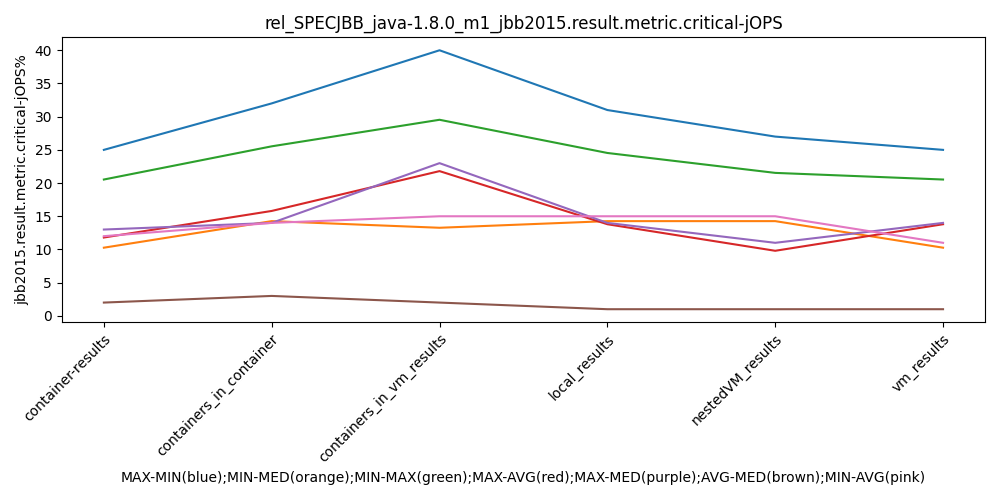 rel_SPECJBB_java-1.8.0_m1_jbb2015.result.metric.critical-jOPS
jbb2015.result.metric.critical-jOPS%
40
35
30
25
20
15
10
5
0
container-results
containers_in_container
containers_in_vm_results
local_results
nestedVM_results
vm_results
MAX-MIN(blue);MIN-MED(orange);MIN-MAX(green);MAX-AVG(red);MAX-MED(purple);AVG-MED(brown);MIN-AVG(pink)